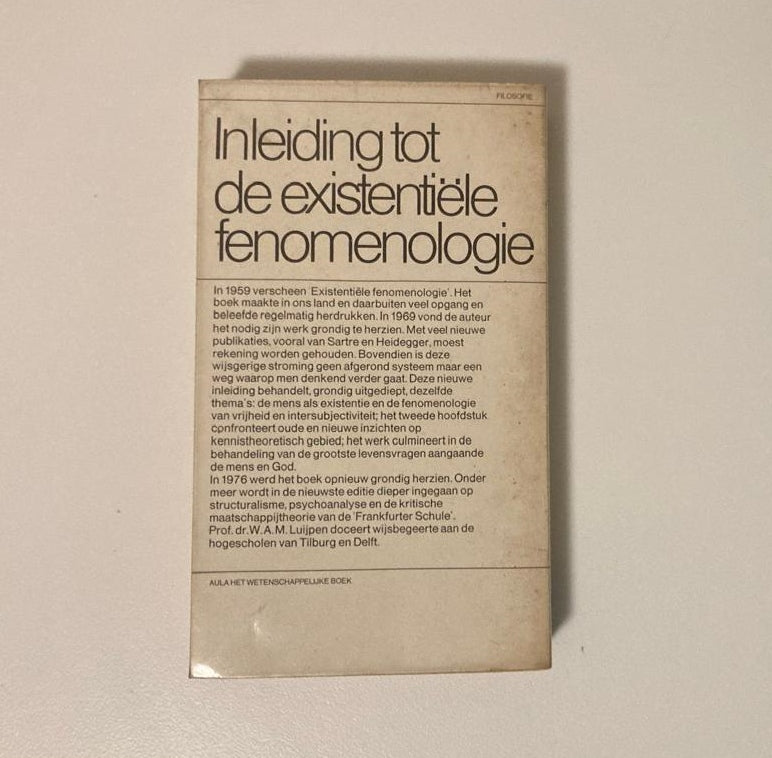 FILOSOFIE
Inleiding tot
de existentiële
fenomenologie
In 1959 verscheen 'Existentiële fenomenologie'. Het
boek maakte in ons land en daarbuiten veel opgang en
beleefde regelmatig herdrukken. In 1969 vond de auteur
het nodig zijn werk grondig te herzien. Met veel nieuwe
publikaties, vooral van Sartre en Heidegger, moest
rekening worden gehouden. Bovendien is deze
wijsgerige stroming geen afgerond systeem maar een
weg waarop men denkend verder gaat. Deze nieuwe
inleiding behandelt, grondig uitgediept, dezelfde
thema's: de mens als existentie en de fenomenologie
van vrijheid en intersubjectiviteit; het tweede hoofdstuk
confronteert oude en nieuwe inzichten op
kennistheoretisch gebied; het werk culmineert in de
behandeling van de grootste levensvragen aangaande
de mens en God.
In 1976 werd het boek opnieuw grondig herzien. Onder
meer wordt in de nieuwste editie dieper ingegaan op
structuralisme, psychoanalyse en de kritische
maatschappijtheorie van de 'Frankfurter Schule'.
Prof. dr. W.A.M. Luijpen doceert wijsbegeerte aan de
hogescholen van Tilburg en Delft.
AULA HET WETENSCHAPPELIJKE BOEK